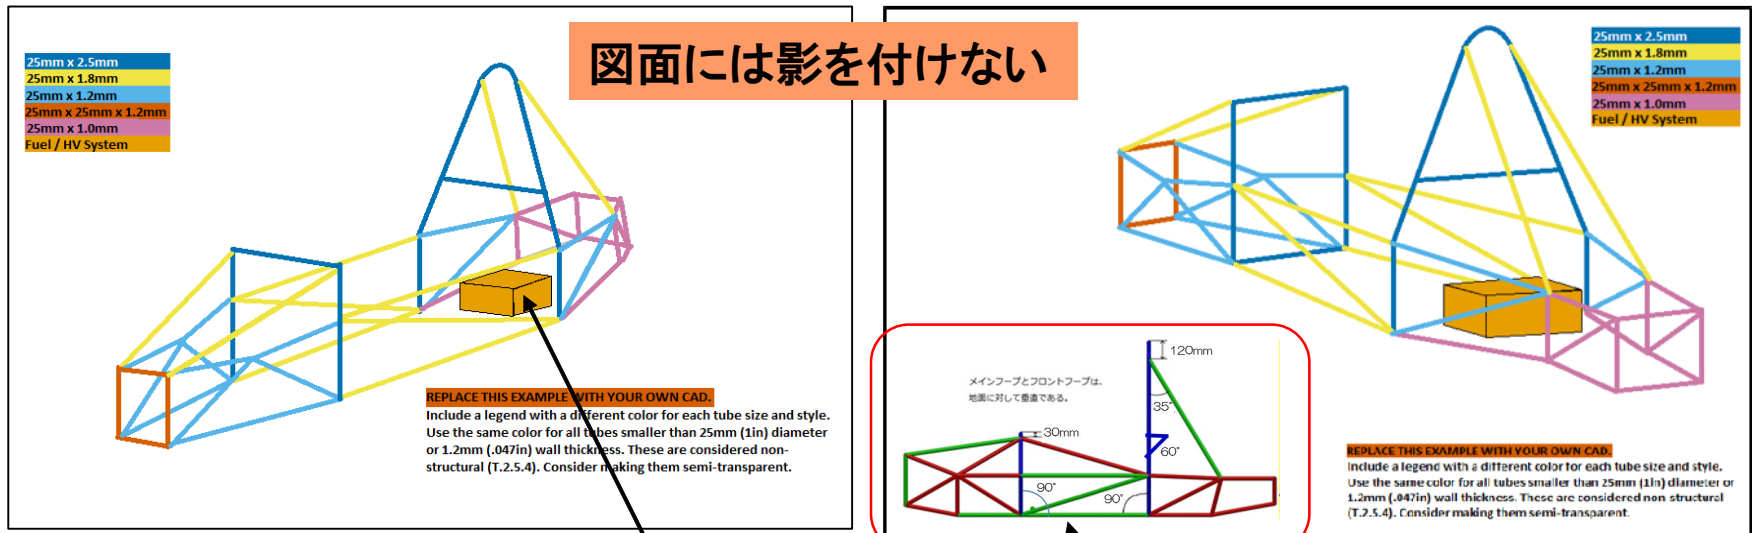 図面には影を付けない
25mm x 2.5mm
25mm x 1.8mm
25mm x 1.2mm
25mm x 25mm x 1.2mm
25mm x 1.0mm
Fuel / HV System
REPLACE THIS EXAMPLE WITH YOUR OWN CAD.
Include a legend with a different color for each tube size and style.
Use the same color for all tubes smaller than 25mm (1in) diameter
or 1.2mm (.047in) wall thickness. These are considered non-
structural (T.2.5.4). Consider making them semi-transparent.
25mm x 2.5mm
25mm x 1.8mm
25mm x 1.2mm
25mm x 25mm x 1.2mm
25mm x 1.0mm
Fuel / HV System
120mm
メインフープとフロントフープは、
地面に対して垂直である。
35°
30mm
60°
90°
90°
REPLACE THIS EXAMPLE WITH YOUR OWN CAD.
Include a legend with a different color for each tube size and style.
Use the same color for all tubes smaller than 25mm (1in) diameter or
1.2mm (.047in) wall thickness. These are considered non-structural
(T.2.5.4). Consider making them semi-transparent.